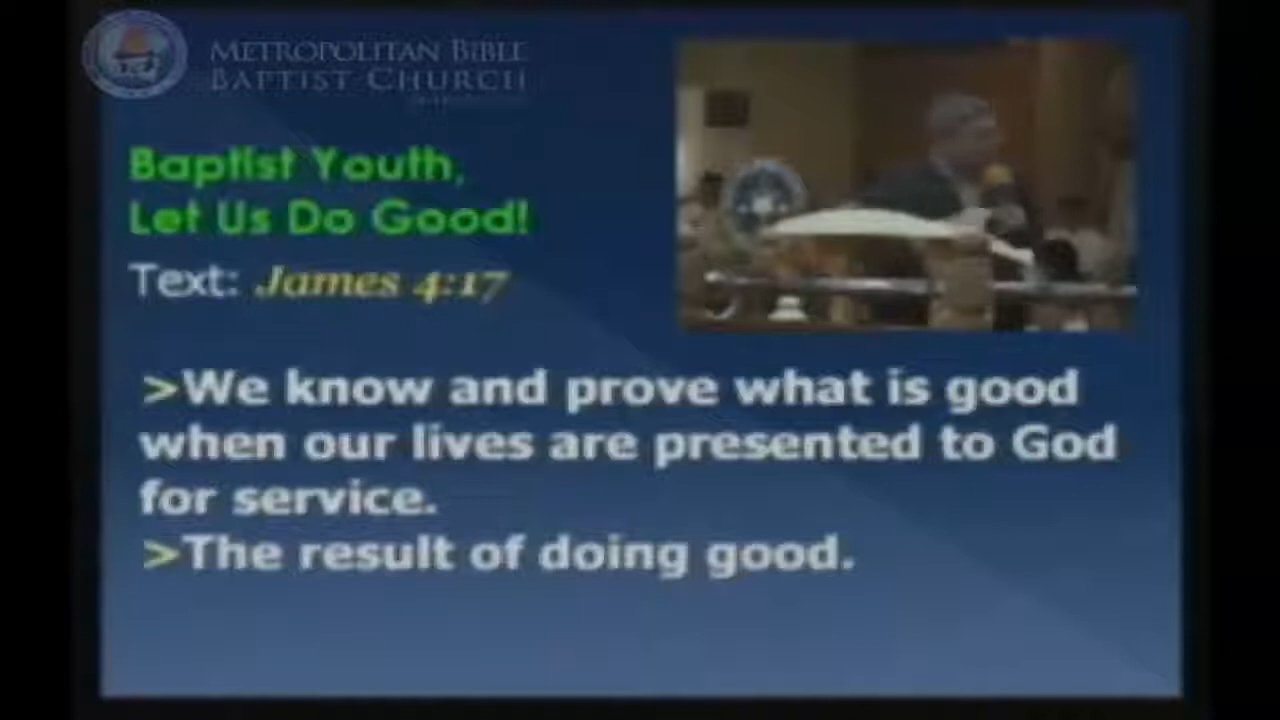 METROPOLITAN BIBLE
BAPTIST CHURCH
Baptist Youth,
Let Us Do Good!
Text: James 4:17
>We know and prove what is good
when our lives are presented to God
for service.
>The result of doing good.